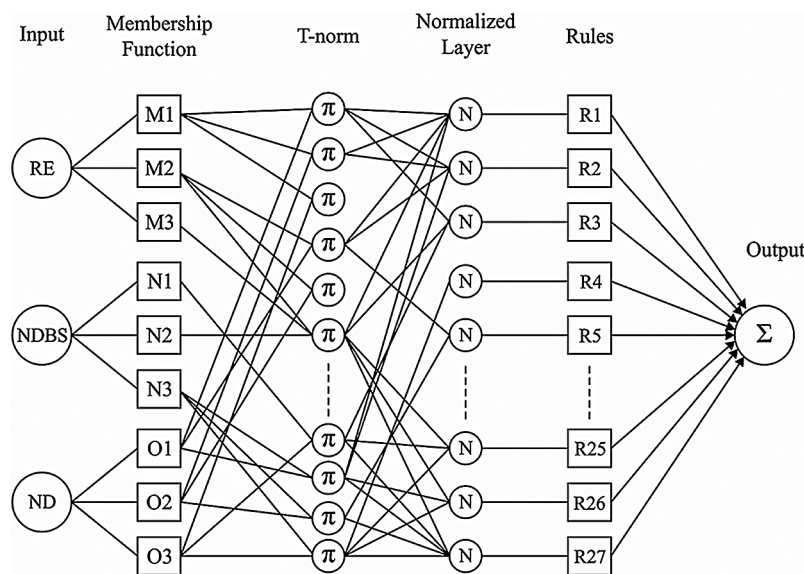 Input
Membership
Function
T-norm
Normalized
Layer
Rules
Output
RE
NDBS
ND
M1
M2
M3
N1
N2
N3
O1
O2
O3
π
π
π
π
π
π
π
π
π
π
N
N
N
N
N
N
N
N
R1
R2
R3
R4
R5
R25
R26
R27
Σ